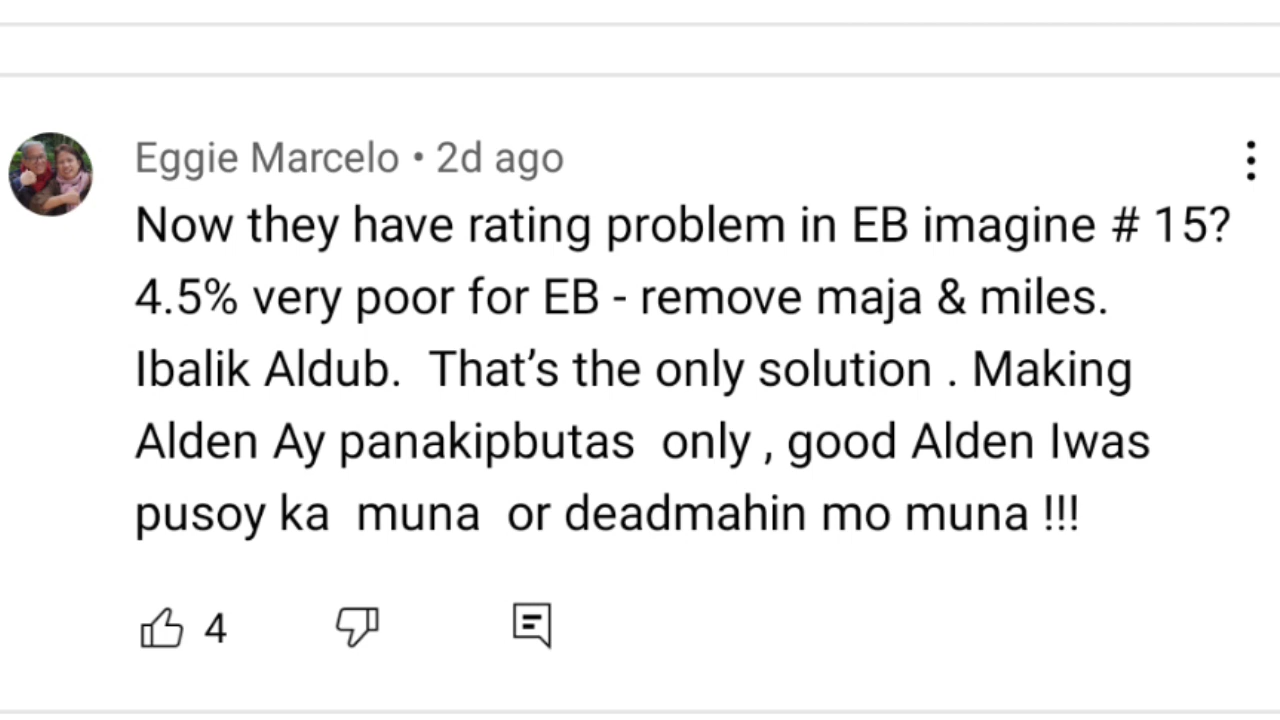 Eggie Marcelo • 2d ago
Now they have rating problem in EB imagine # 15?
4.5% very poor for EB - remove maja & miles.
Ibalik Aldub.  That’s the only solution . Making
Alden Ay panakipbutas  only , good Alden Iwas
pusoy ka  muna  or deadmahin mo muna !!!
4